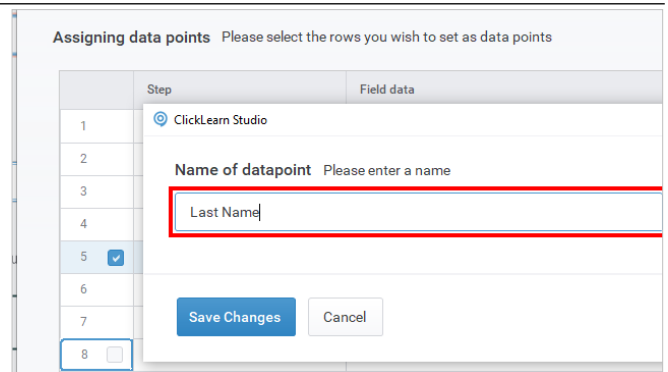 Assigning data points Please select the rows you wish to set as data points
Step Field data
1
ClickLearn Studio
2
Name of datapoint Please enter a name
3
Last Name
4
5
6
7
Save Changes Cancel
8